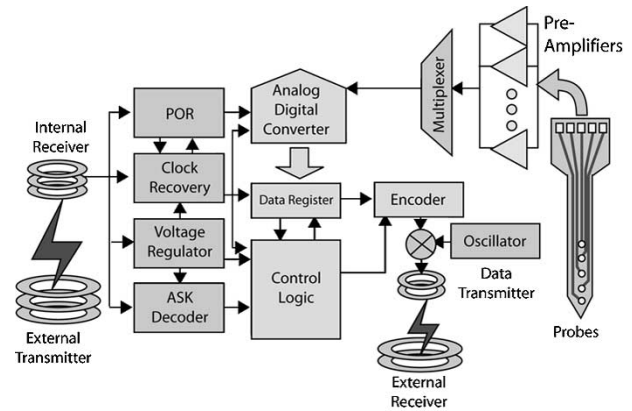 Pre-
Amplifiers
Multiplexer
Analog
Digital
Converter
POR
Internal
Receiver
Clock
Recovery
Data Register
Encoder
Voltage
Regulator
Oscillator
Control
Logic
Data
Transmitter
ASK
Decoder
External
Transmitter
Probes
External
Receiver